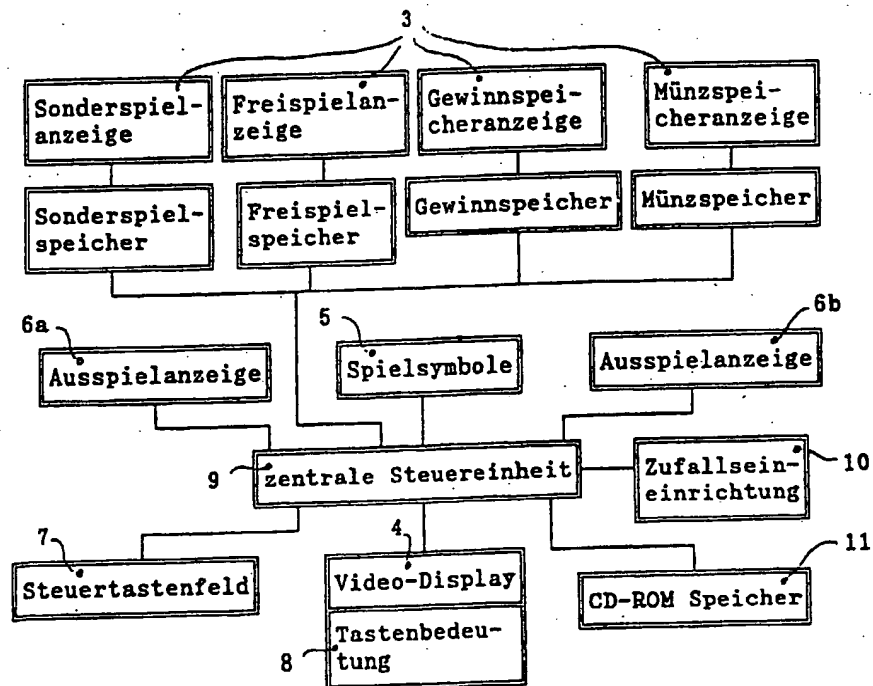 3
Sonderspiel-
anzeige
Freispielan-
zeige
Gewinnspei-
cheranzeige
Münzspei-
cheranzeige
Sonderspiel-
speicher
Freispiel-
speicher
Gewinnspeicher
Münzspeicher
6a
5
6b
Ausspielanzeige
Spielsymbole
Ausspielanzeige
9
zentrale Steuereinheit
Zufallsein-
einrichtung
10
7
4
11
Steuertastenfeld
Video-Display
CD-ROM Speicher
8
Tastenbedeu-
tung